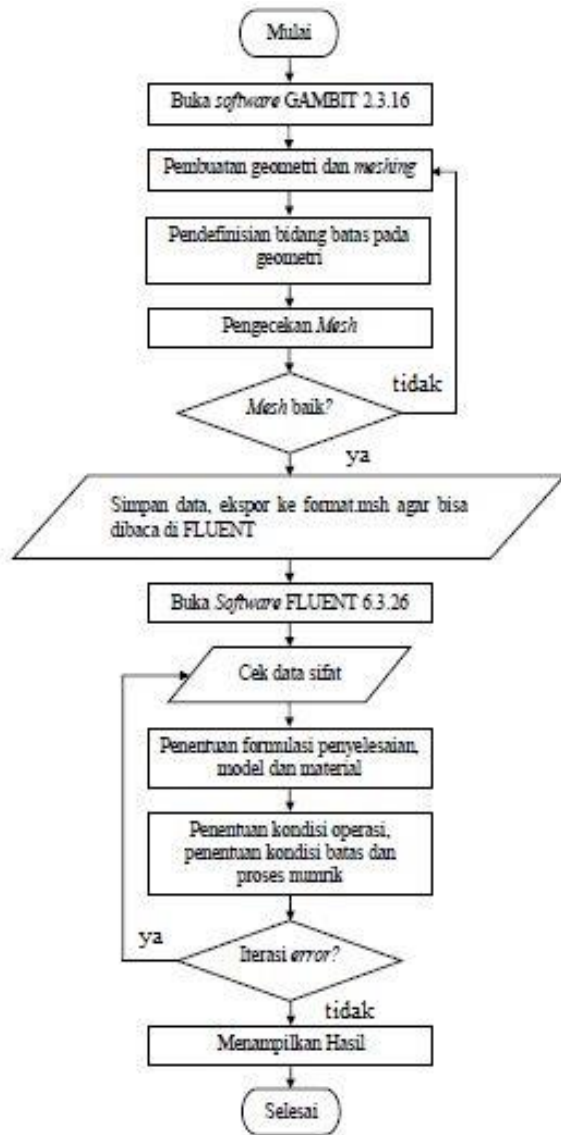 Mulai
Buka software GAMBIT 2.3.16
Pembuatan geometri dan meshing
Pendefinisian bidang batas pada
geometri
Pengecekan Mesh
Mesh baik?
tidak
ya
Simpan data, ekspor ke format.msh agar bisa
dibaca di FLUENT
Buka Software FLUENT 6.3.26
Cek data sifat
Penentuan formulasi penyelesaian,
model dan material
Penentuan kondisi operasi,
penentuan kondisi batas dan
proses numrik
Iterasi error?
ya
tidak
Menampilkan Hasil
Selesai